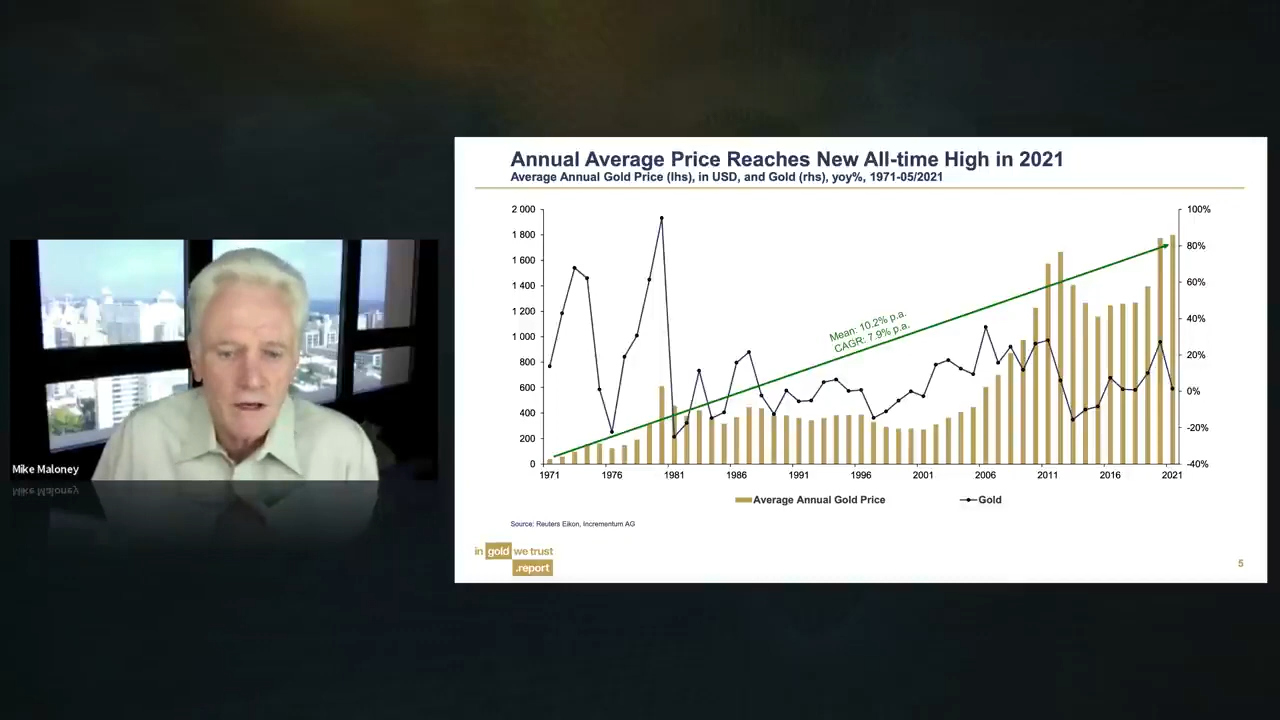 Annual Average Price Reaches New All-time High in 2021
Average Annual Gold Price (lhs), in USD, and Gold (rhs), yoy%, 1971-05/2021
2 000
1 800
1 600
1 400
1 200
1 000
800
600
400
200
0
100%
80%
60%
40%
20%
0%
-20%
-40%
Mean: 10.2% p.a.
CAGR: 7.9% p.a.
1971 1976 1981 1986 1991 1996 2001 2006 2011 2016 2021
Average Annual Gold Price Gold
Source: Reuters Eikon, Incrementum AG
in gold we trust
.report
5
Mike Maloney
Mike Maloney